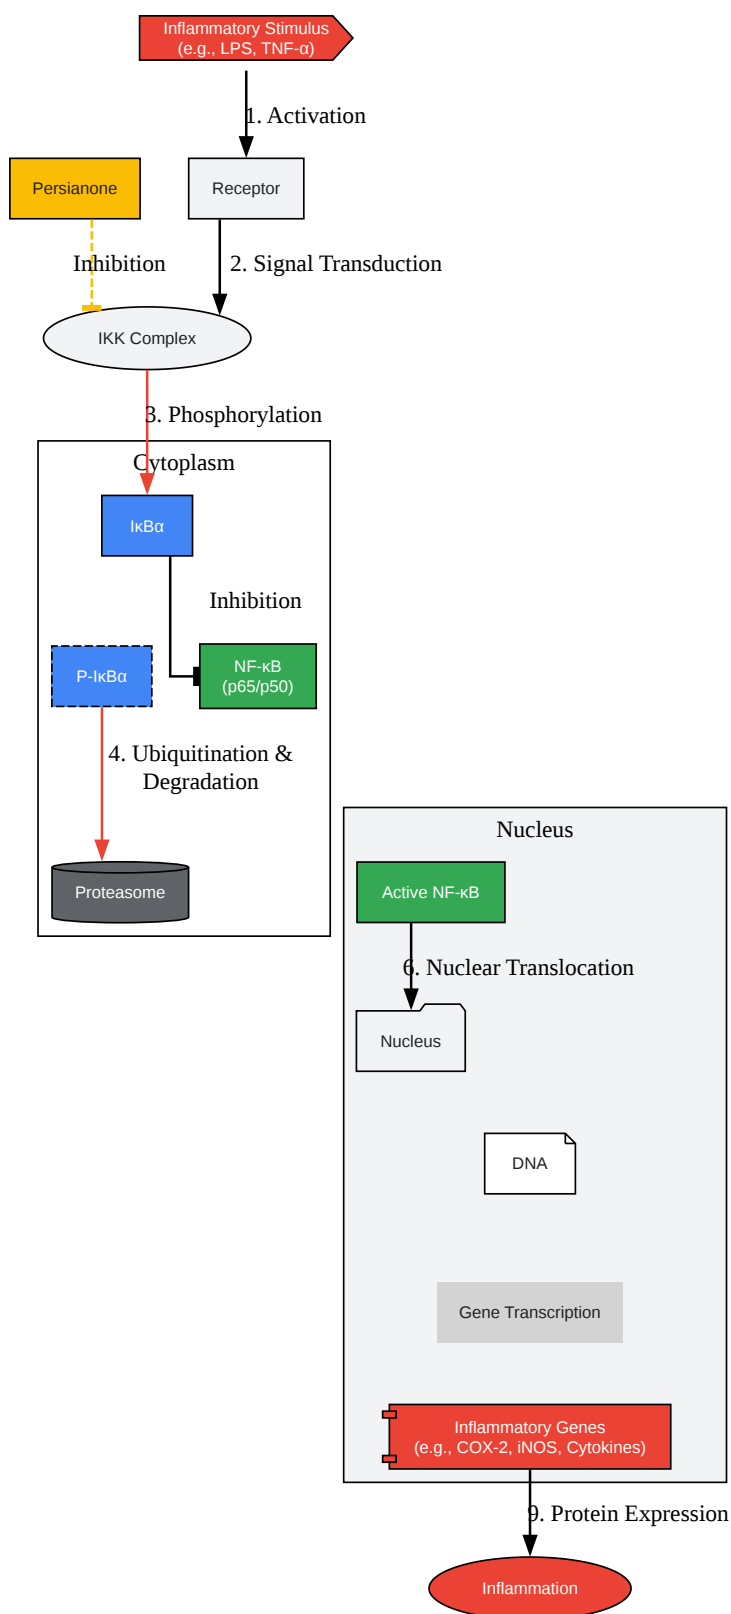 Inflammatory Stimulus
(e.g., LPS, TNF-α)
1. Activation
Persianone
Receptor
Inhibition
2. Signal Transduction
IKK Complex
3. Phosphorylation
Cytoplasm
IκBα
Inhibition
P-IκBα
NF-κB
(p65/p50)
4. Ubiquitination &
Degradation
Nucleus
Proteasome
Active NF-κB
6. Nuclear Translocation
Nucleus
DNA
Gene Transcription
Inflammatory Genes
(e.g., COX-2, iNOS, Cytokines)
9. Protein Expression
Inflammation